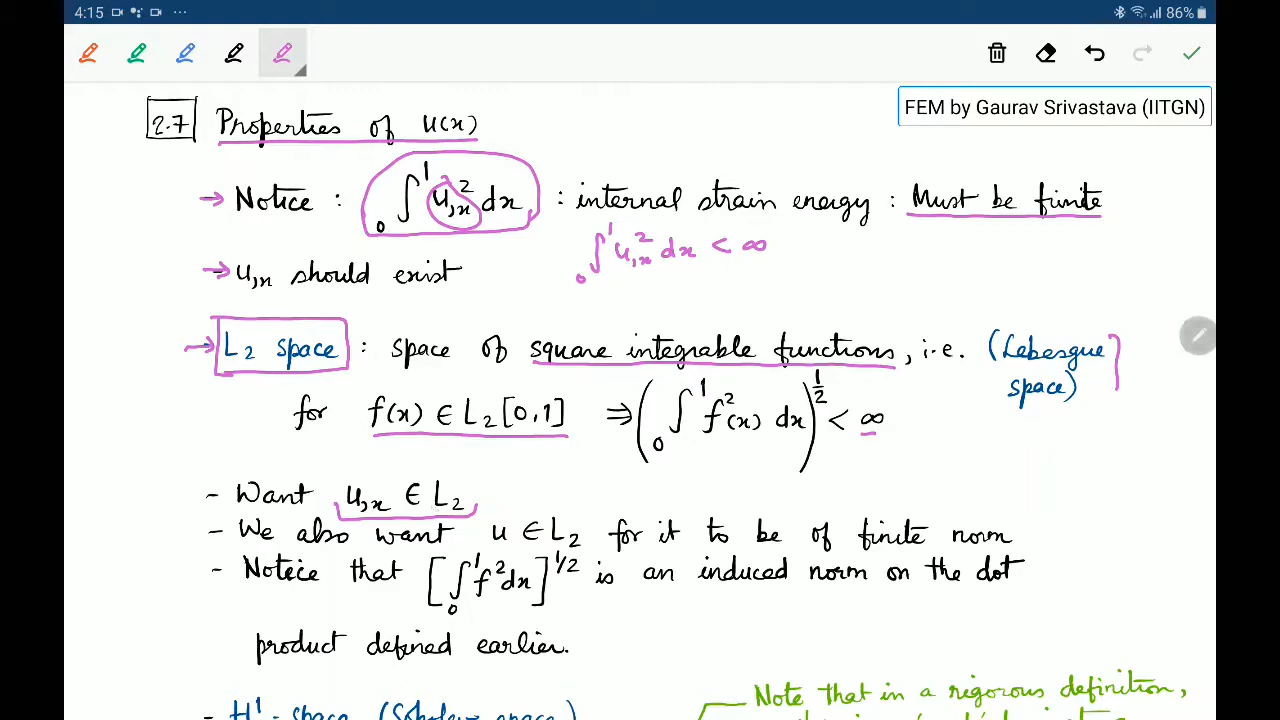 4:15 86%
FEM by Gaurav Srivastava (IITGN)
2.7 Properties of u(x)
→ Notice : ∫₀¹ u,ₓ² dx : internal strain energy : Must be finite
∫₀¹ u,ₓ² dx < ∞
→ u,ₓ should exist
→ L₂ space : space of square integrable functions, i.e. (Lebesgue
space)
for f(x) ∈ L₂[0,1] ⇒ (∫₀¹ f²(x) dx)^½ < ∞
- Want u,ₓ ∈ L₂
- We also want u ∈ L₂ for it to be of finite norm
- Notice that [∫₀¹ f² dx]^1/2 is an induced norm on the dot
product defined earlier.
Note that in a rigorous definition,
- H¹-space (Sobolev space)